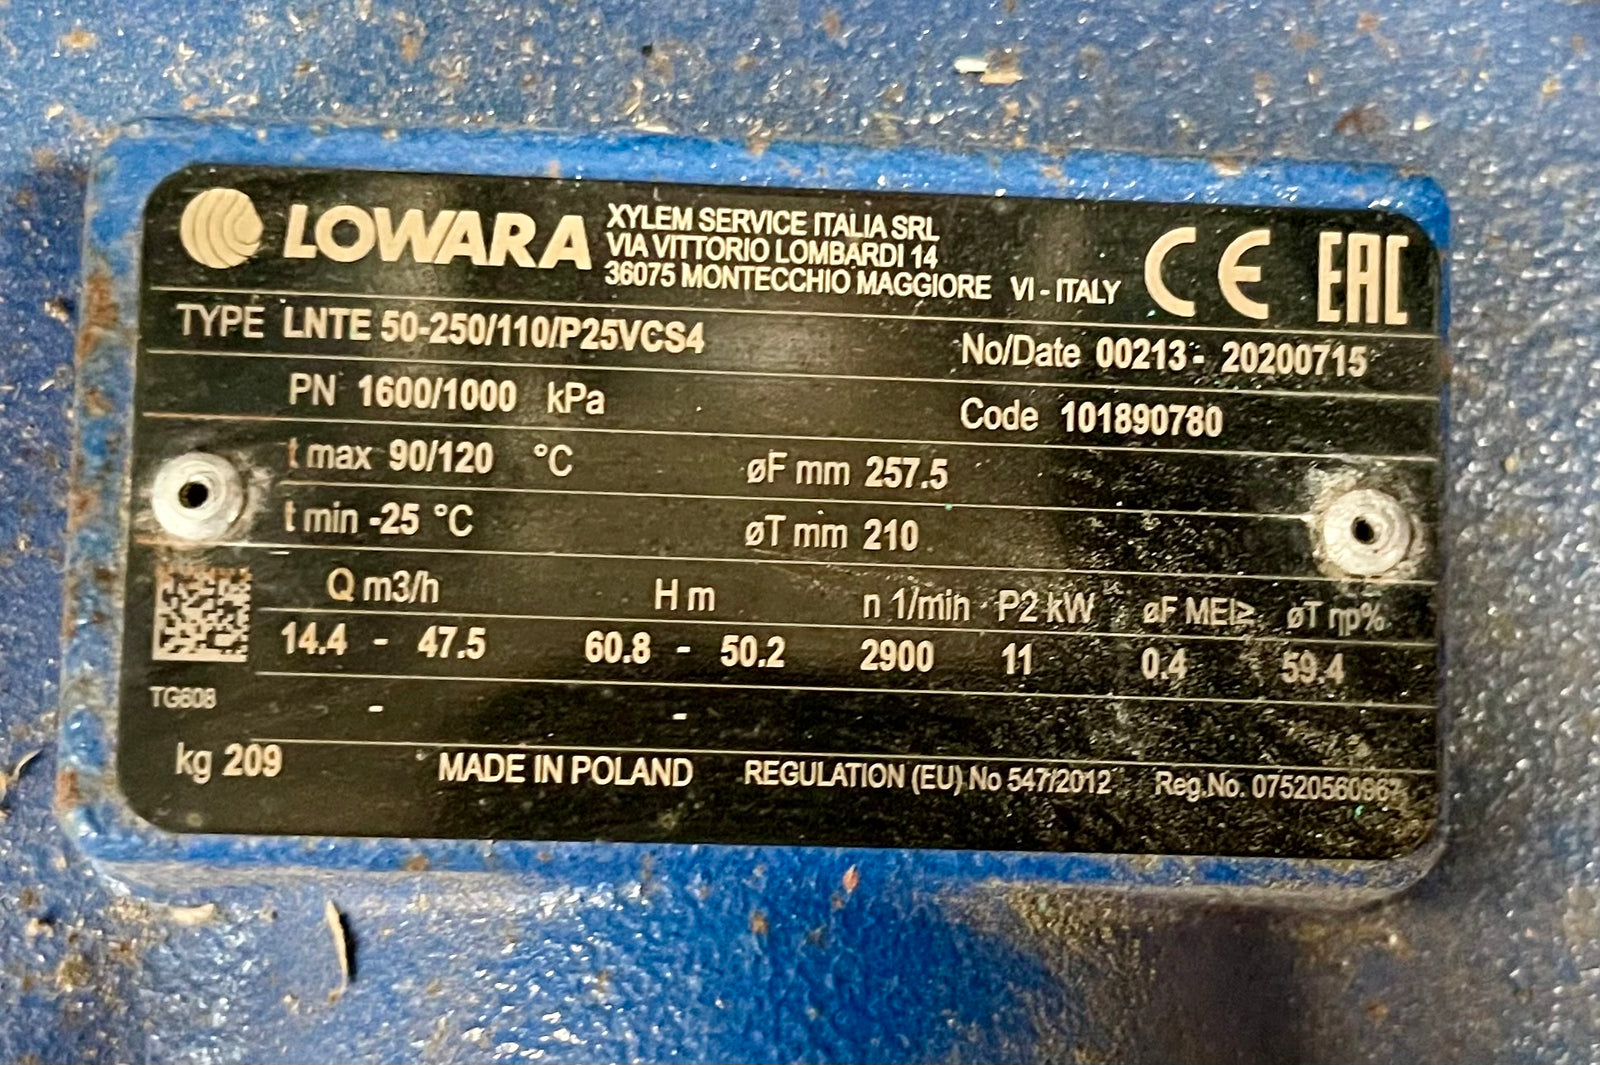 LOWARA
XYLEM SERVICE ITALIA SRL
VIA VITTORIO LOMBARDI 14
36075 MONTECCHIO MAGGIORE VI - ITALY
CE EAC
TYPE LNTE 50-250/110/P25VCS4
No/Date 00213 - 20200715
PN 1600/1000 kPa
Code 101890780
t max 90/120 °C
øF mm 257.5
t min -25 °C
øT mm 210
Q m3/h H m n 1/min P2 kW øF MEI≥ øT ηp%
14.4 - 47.5 60.8 - 50.2 2900 11 0.4 59.4
- -
TG608
kg 209 MADE IN POLAND REGULATION (EU) No 547/2012 Reg.No. 07520560967